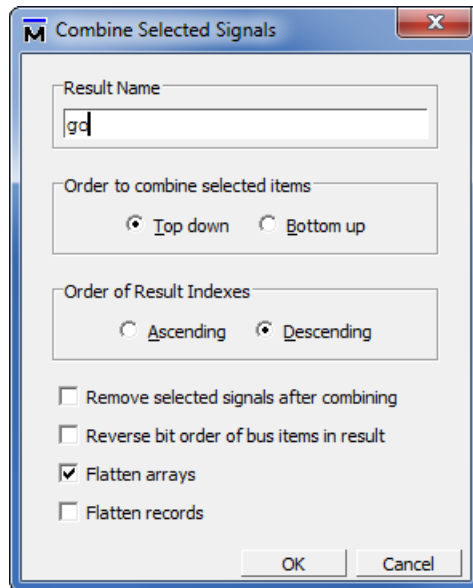 Combine Selected Signals
Result Name
go
Order to combine selected items
Top down Bottom up
Order of Result Indexes
Ascending Descending
Remove selected signals after combining
Reverse bit order of bus items in result
Flatten arrays
Flatten records
OK Cancel